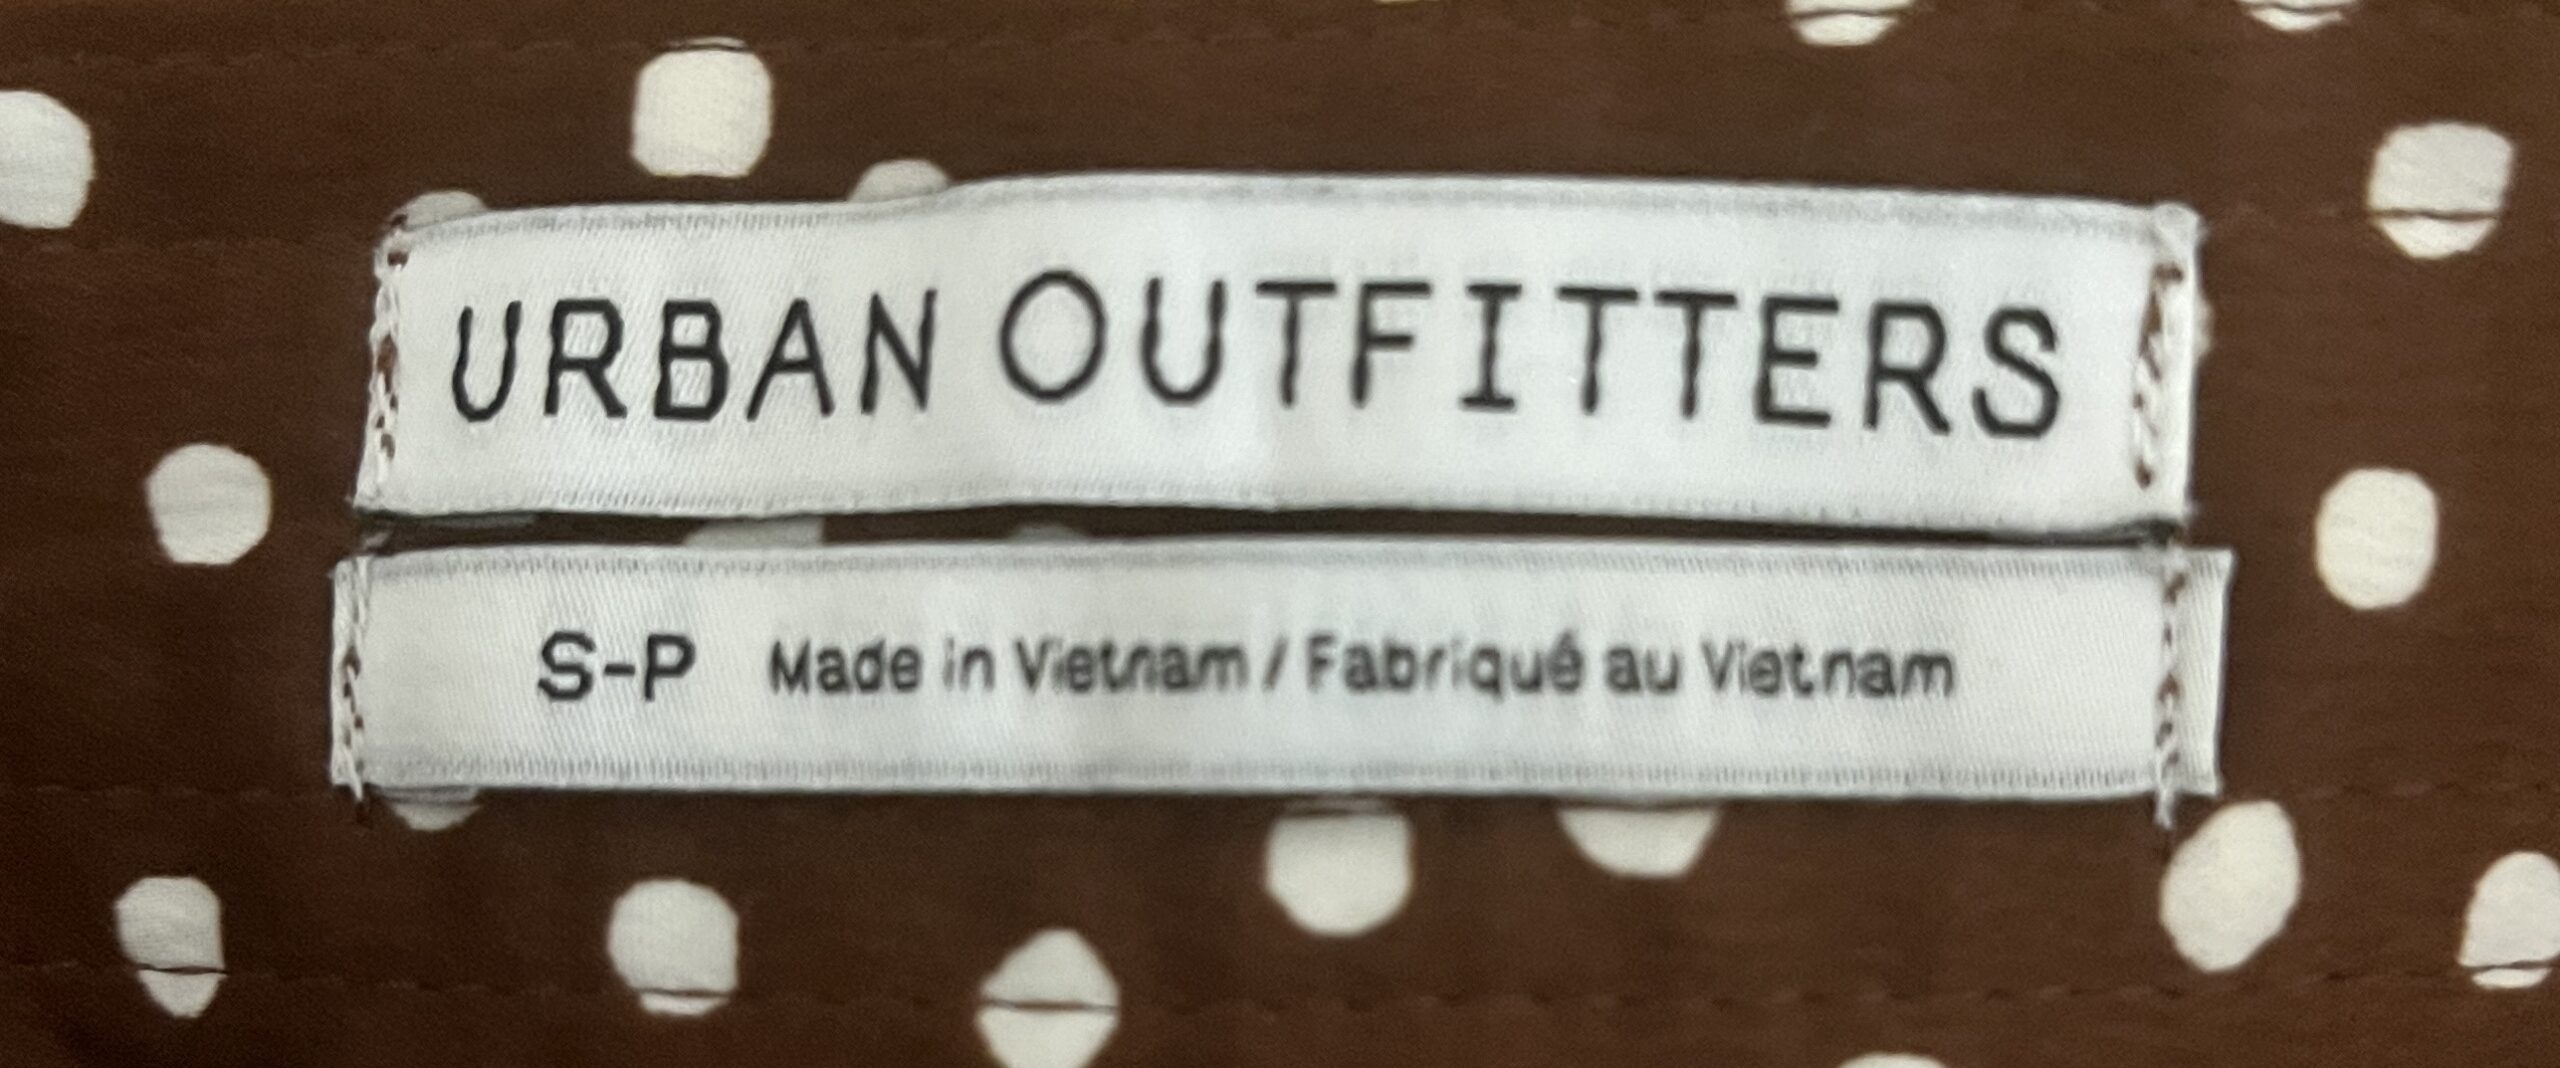 URBAN OUTFITTERS
S-P Made in Vietnam / Fabriqué au Vietnam